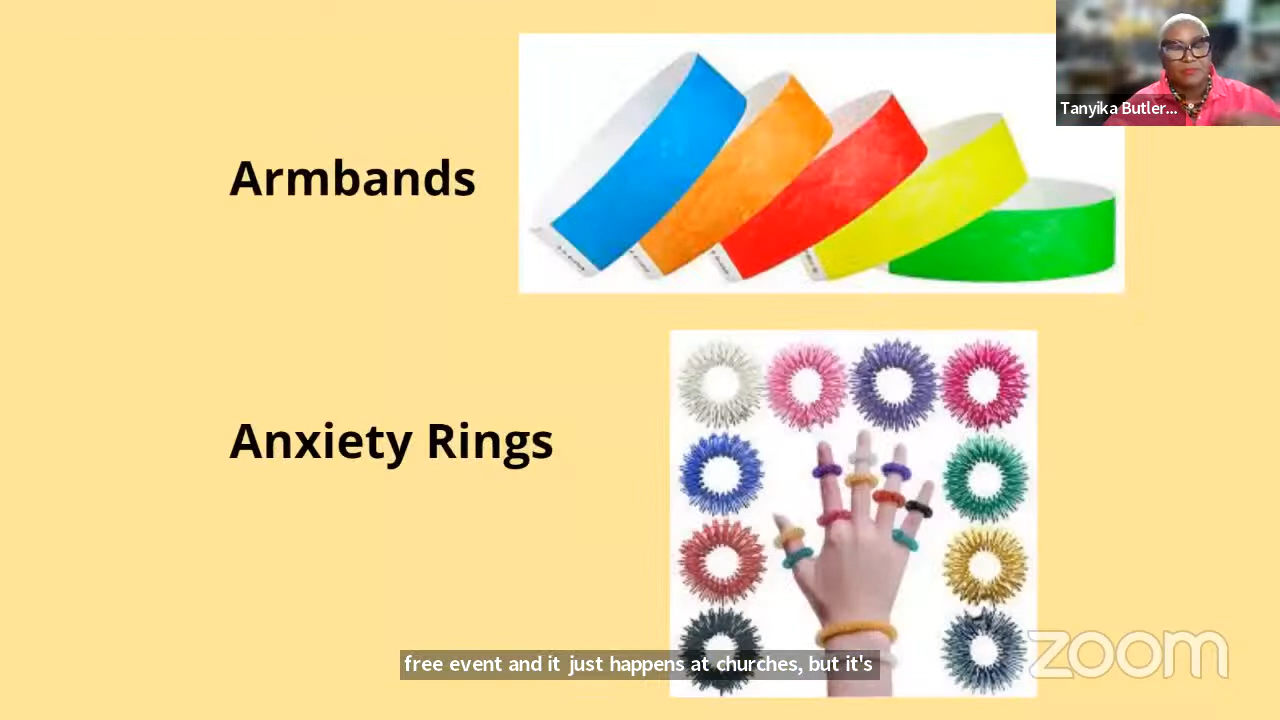 Tanyika Butler...
Armbands
Anxiety Rings
free event and it just happens at churches, but it's
zoom